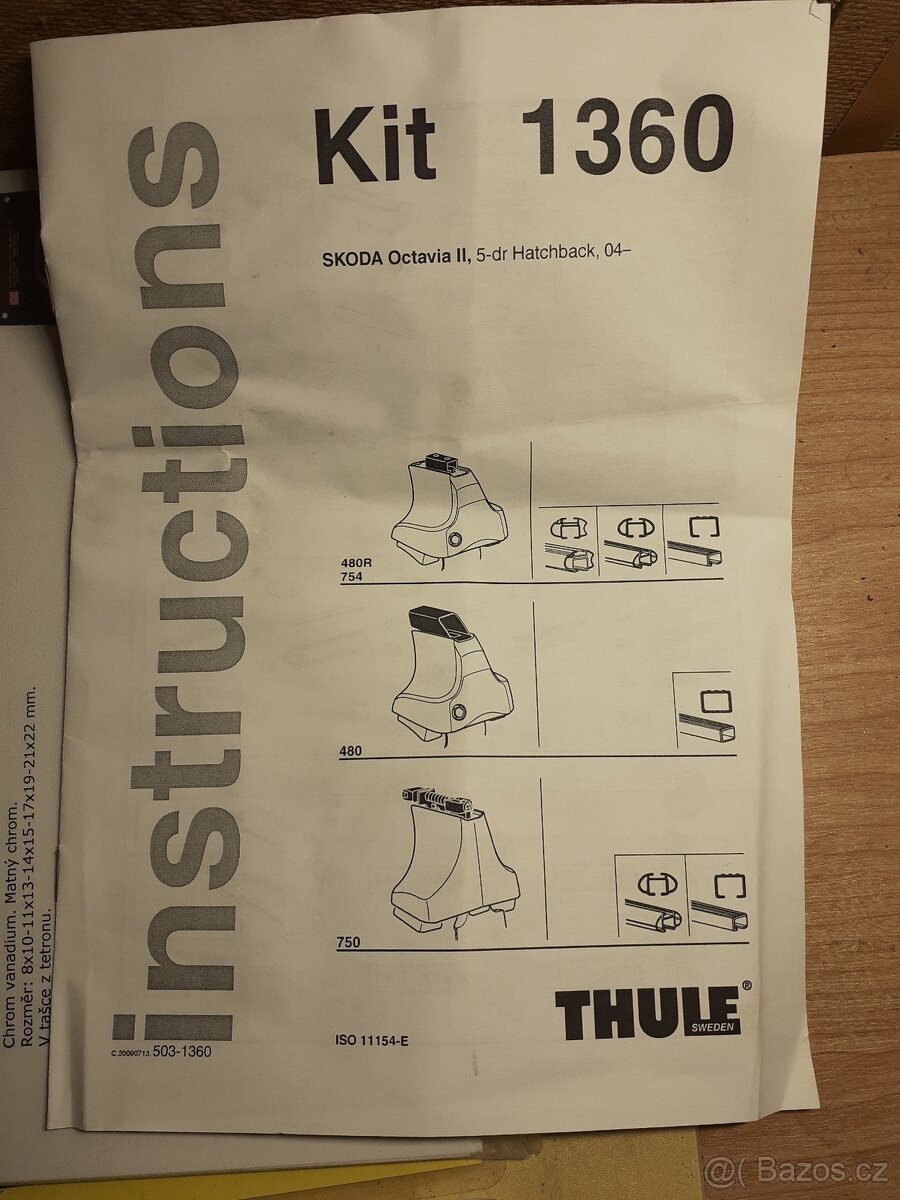 instructions
Kit 1360
SKODA Octavia II, 5-dr Hatchback, 04–
480R
754
480
750
THULE®
SWEDEN
ISO 11154-E
C.20090713. 503-1360
Chrom vanadium. Matný chrom.
Rozměr: 8x10-11x13-14x15-17x19-21x22 mm.
V tašce z tetronu.
@( Bazos.cz